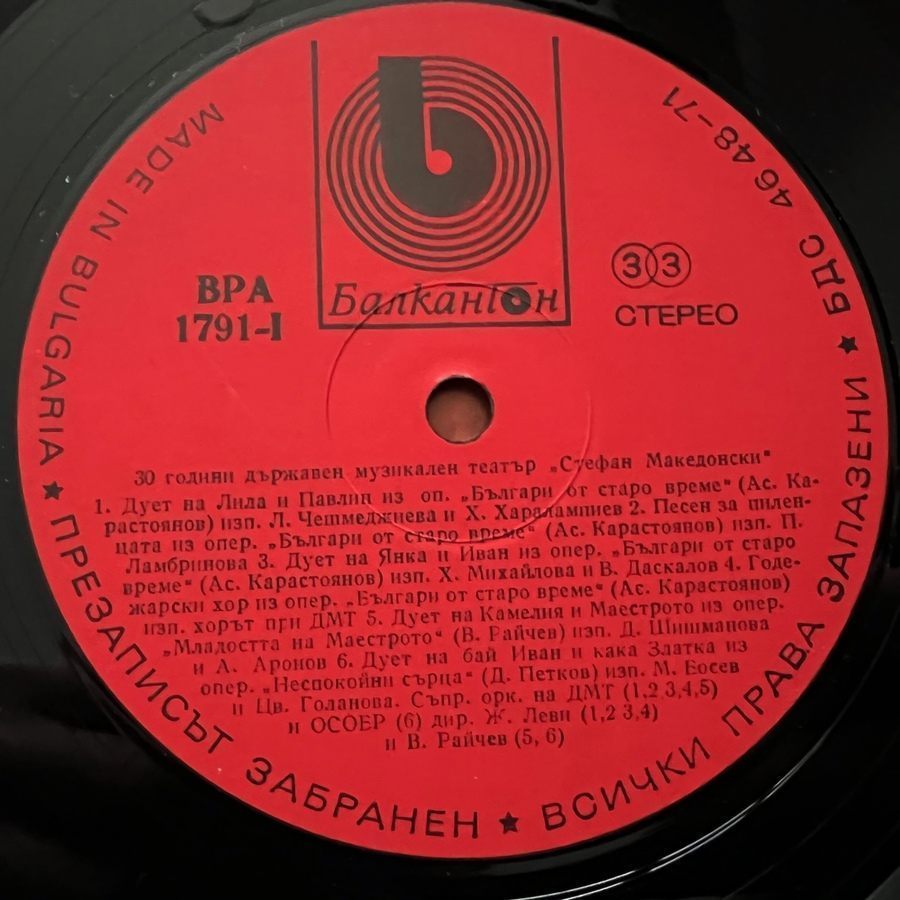 MADE IN BULGARIA ★ ПРЕЗАПИСЪТ ЗАБРАНЕН ★ ВСИЧКИ ПРАВА ЗАПАЗЕНИ ★ БДС 4648-71
Балкантон
ВРА
1791-I
33
СТЕРЕО
30 години държавен музикален театър „Стефан Македонски“
1. Дует на Лила и Павлин из оп. „Българи от старо време“ (Ас. Ка-
растоянов) изп. Л. Чешмеджиева и Х. Харалампиев 2. Песен за пилен-
цата из опер. „Българи от старо време“ (Ас. Карастоянов) изп. П.
Ламбринова 3. Дует на Янка и Иван из опер. „Българи от старо
време“ (Ас. Карастоянов) изп. Х. Михайлова и В. Даскалов 4. Годе-
жарски хор из опер. „Българи от старо време“ (Ас. Карастоянов)
изп. хорът при ДМТ 5. Дует на Камелия и Маестрото из опер.
„Младостта на Маестрото“ (В. Райчев) изп. Д. Шишманова
и А. Аронов 6. Дует на бай Иван и кака Златка из
опер. „Неспокойни сърца“ (Д. Петков) изп. М. Босев
и Цв. Голанова. Съпр. орк. на ДМТ (1,2,3,4,5)
и ОСОБР (6) дир. Ж. Леви (1,2 3,4)
и В. Райчев (5, 6)